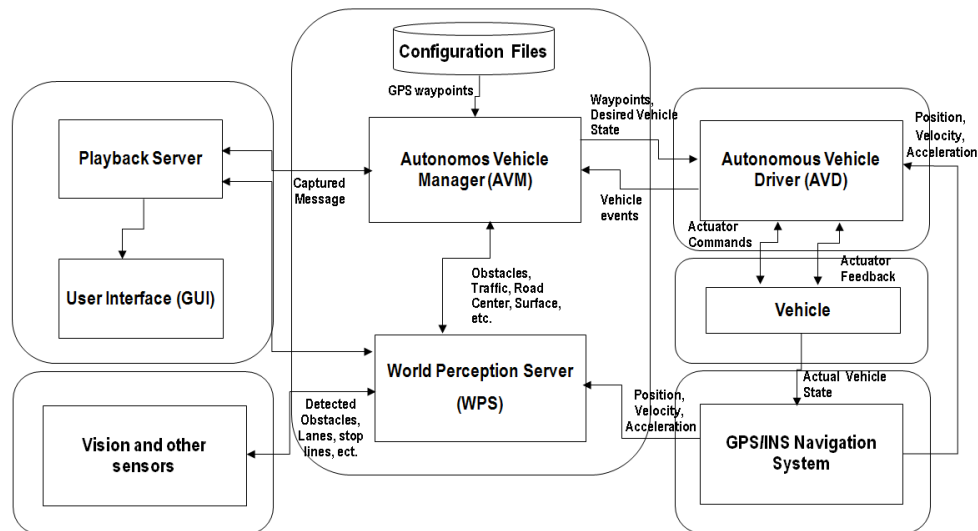 Configuration Files
GPS waypoints
Waypoints,
Desired Vehicle
State
Position,
Velocity,
Acceleration
Playback Server
Autonomos Vehicle
Manager (AVM)
Autonomous Vehicle
Driver (AVD)
Captured
Message
Vehicle
events
Actuator
Commands
Actuator
Feedback
User Interface (GUI)
Obstacles,
Traffic, Road
Center, Surface,
etc.
Vehicle
World Perception Server
(WPS)
Actual Vehicle
State
Position,
Velocity,
Acceleration
Detected
Obstacles,
Lanes, stop
lines, ect.
Vision and other
sensors
GPS/INS Navigation
System